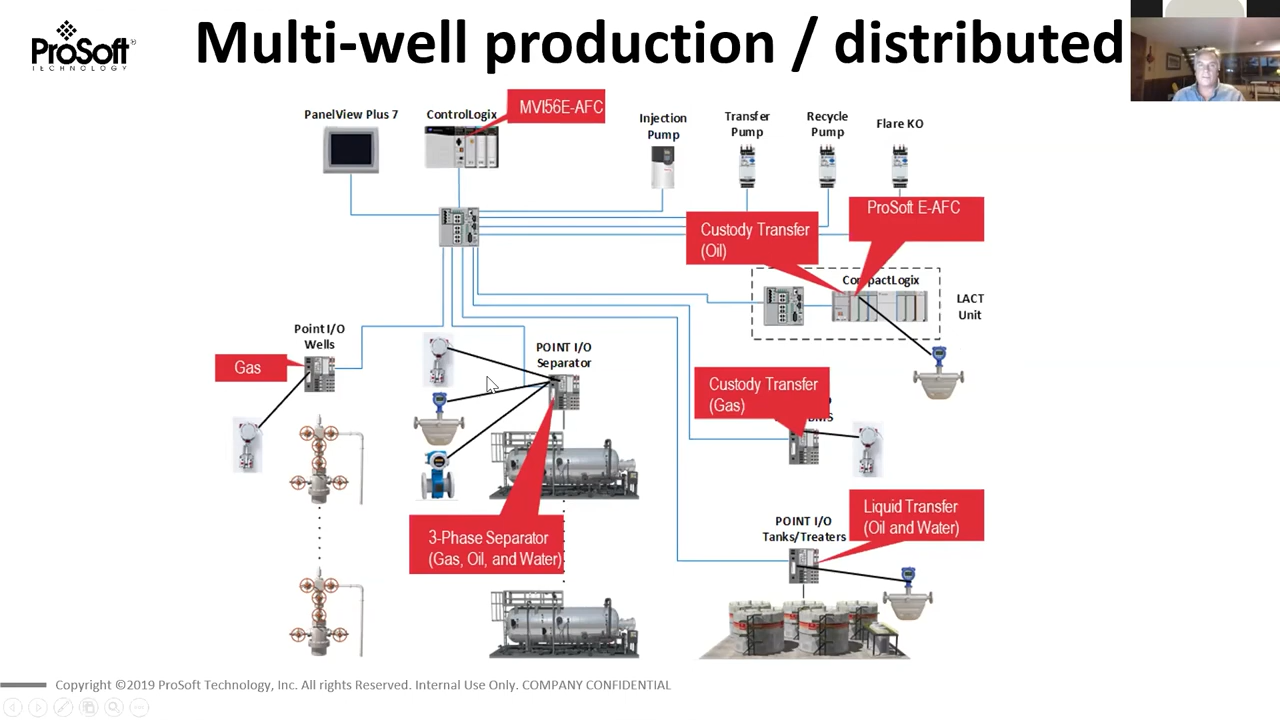 ProSoft
TECHNOLOGY
Multi-well production / distributed
PanelView Plus 7
ControlLogix
MVI56E-AFC
Injection
Pump
Transfer
Pump
Recycle
Pump
Flare KO
Custody Transfer
(Oil)
ProSoft E-AFC
CompactLogix
LACT
Unit
Point I/O
Wells
Gas
POINT I/O
Separator
Custody Transfer
(Gas)
3-Phase Separator
(Gas, Oil, and Water)
POINT I/O
Tanks/Treaters
Liquid Transfer
(Oil and Water)
Copyright ©2019 ProSoft Technology, Inc. All rights Reserved. Internal Use Only. COMPANY CONFIDENTIAL